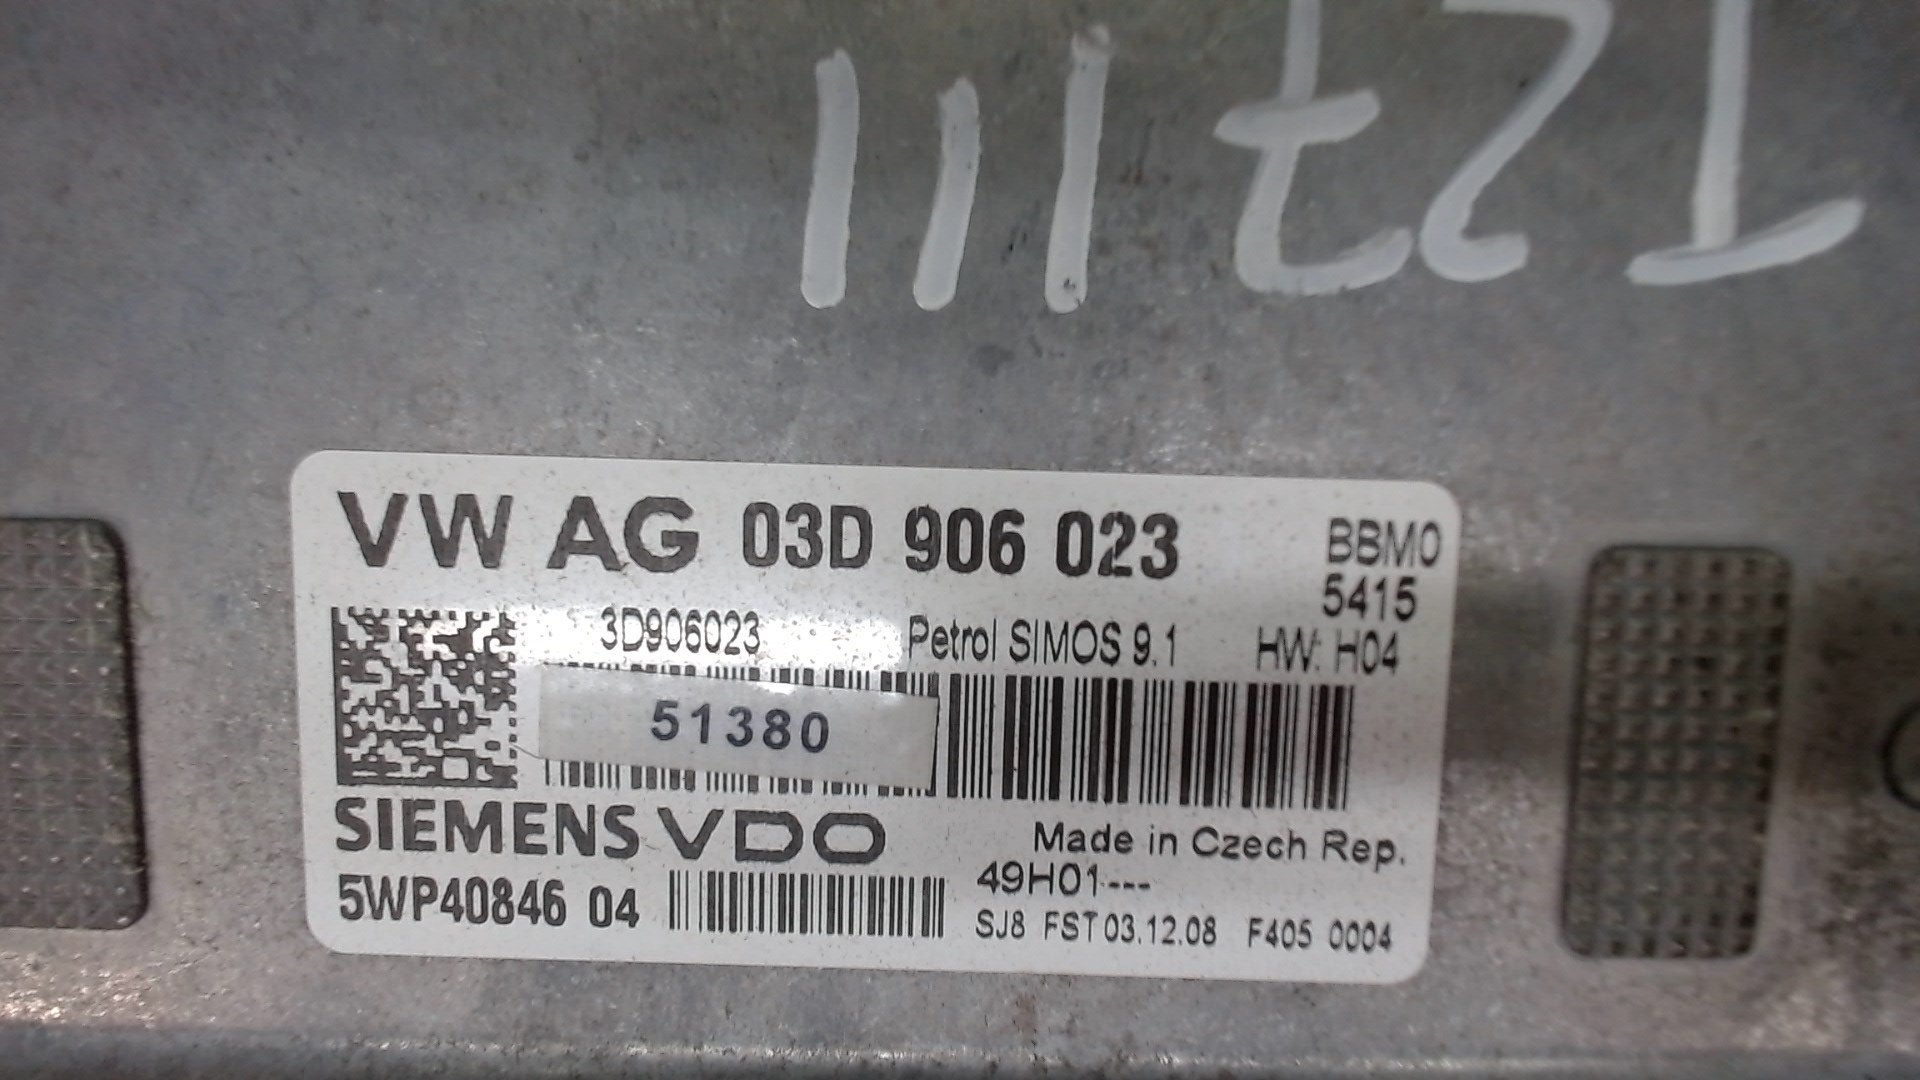 VW AG 03D 906 023 BBM0
5415
3D906023 Petrol SIMOS 9.1 HW: H04
51380
SIEMENS VDO Made in Czech Rep.
5WP40846 04 49H01---
SJ8 FST 03.12.08 F405 0004